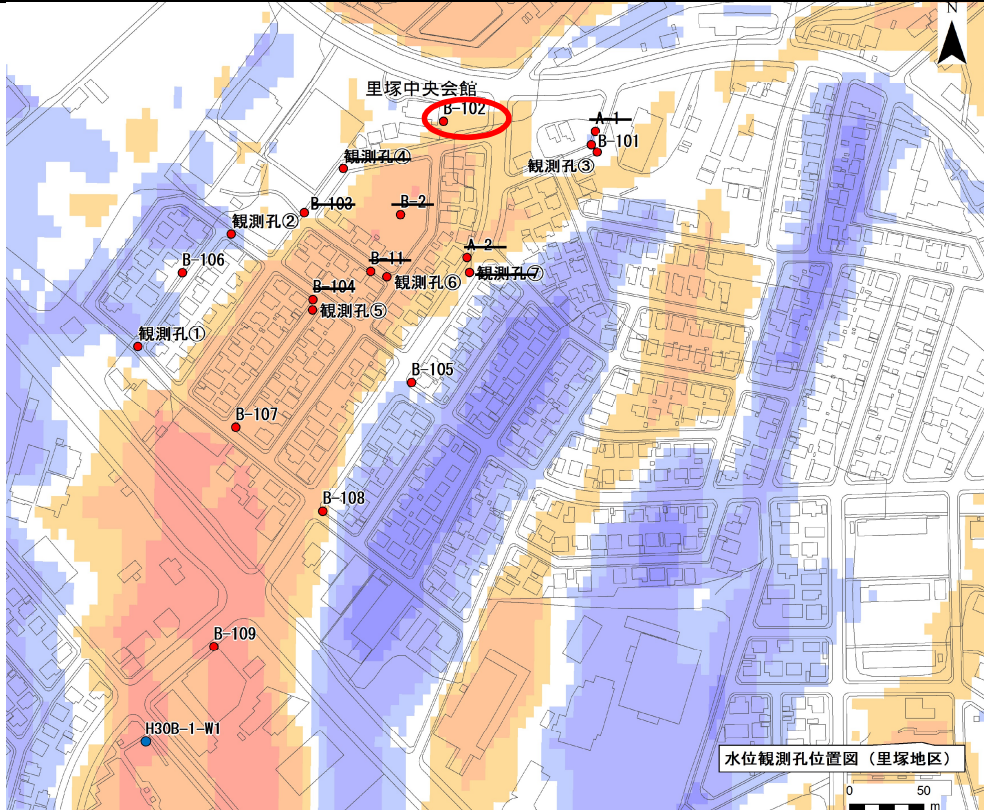 N
里塚中央会館
B-102
A-1
B-101
観測孔③
観測孔④
B-103
B-2
観測孔②
A-2
B-106
B-11
観測孔⑥
観測孔⑦
B-104
観測孔⑤
観測孔①
B-105
B-107
B-108
B-109
H30B-1-W1
水位観測孔位置図（里塚地区）
0 50
m